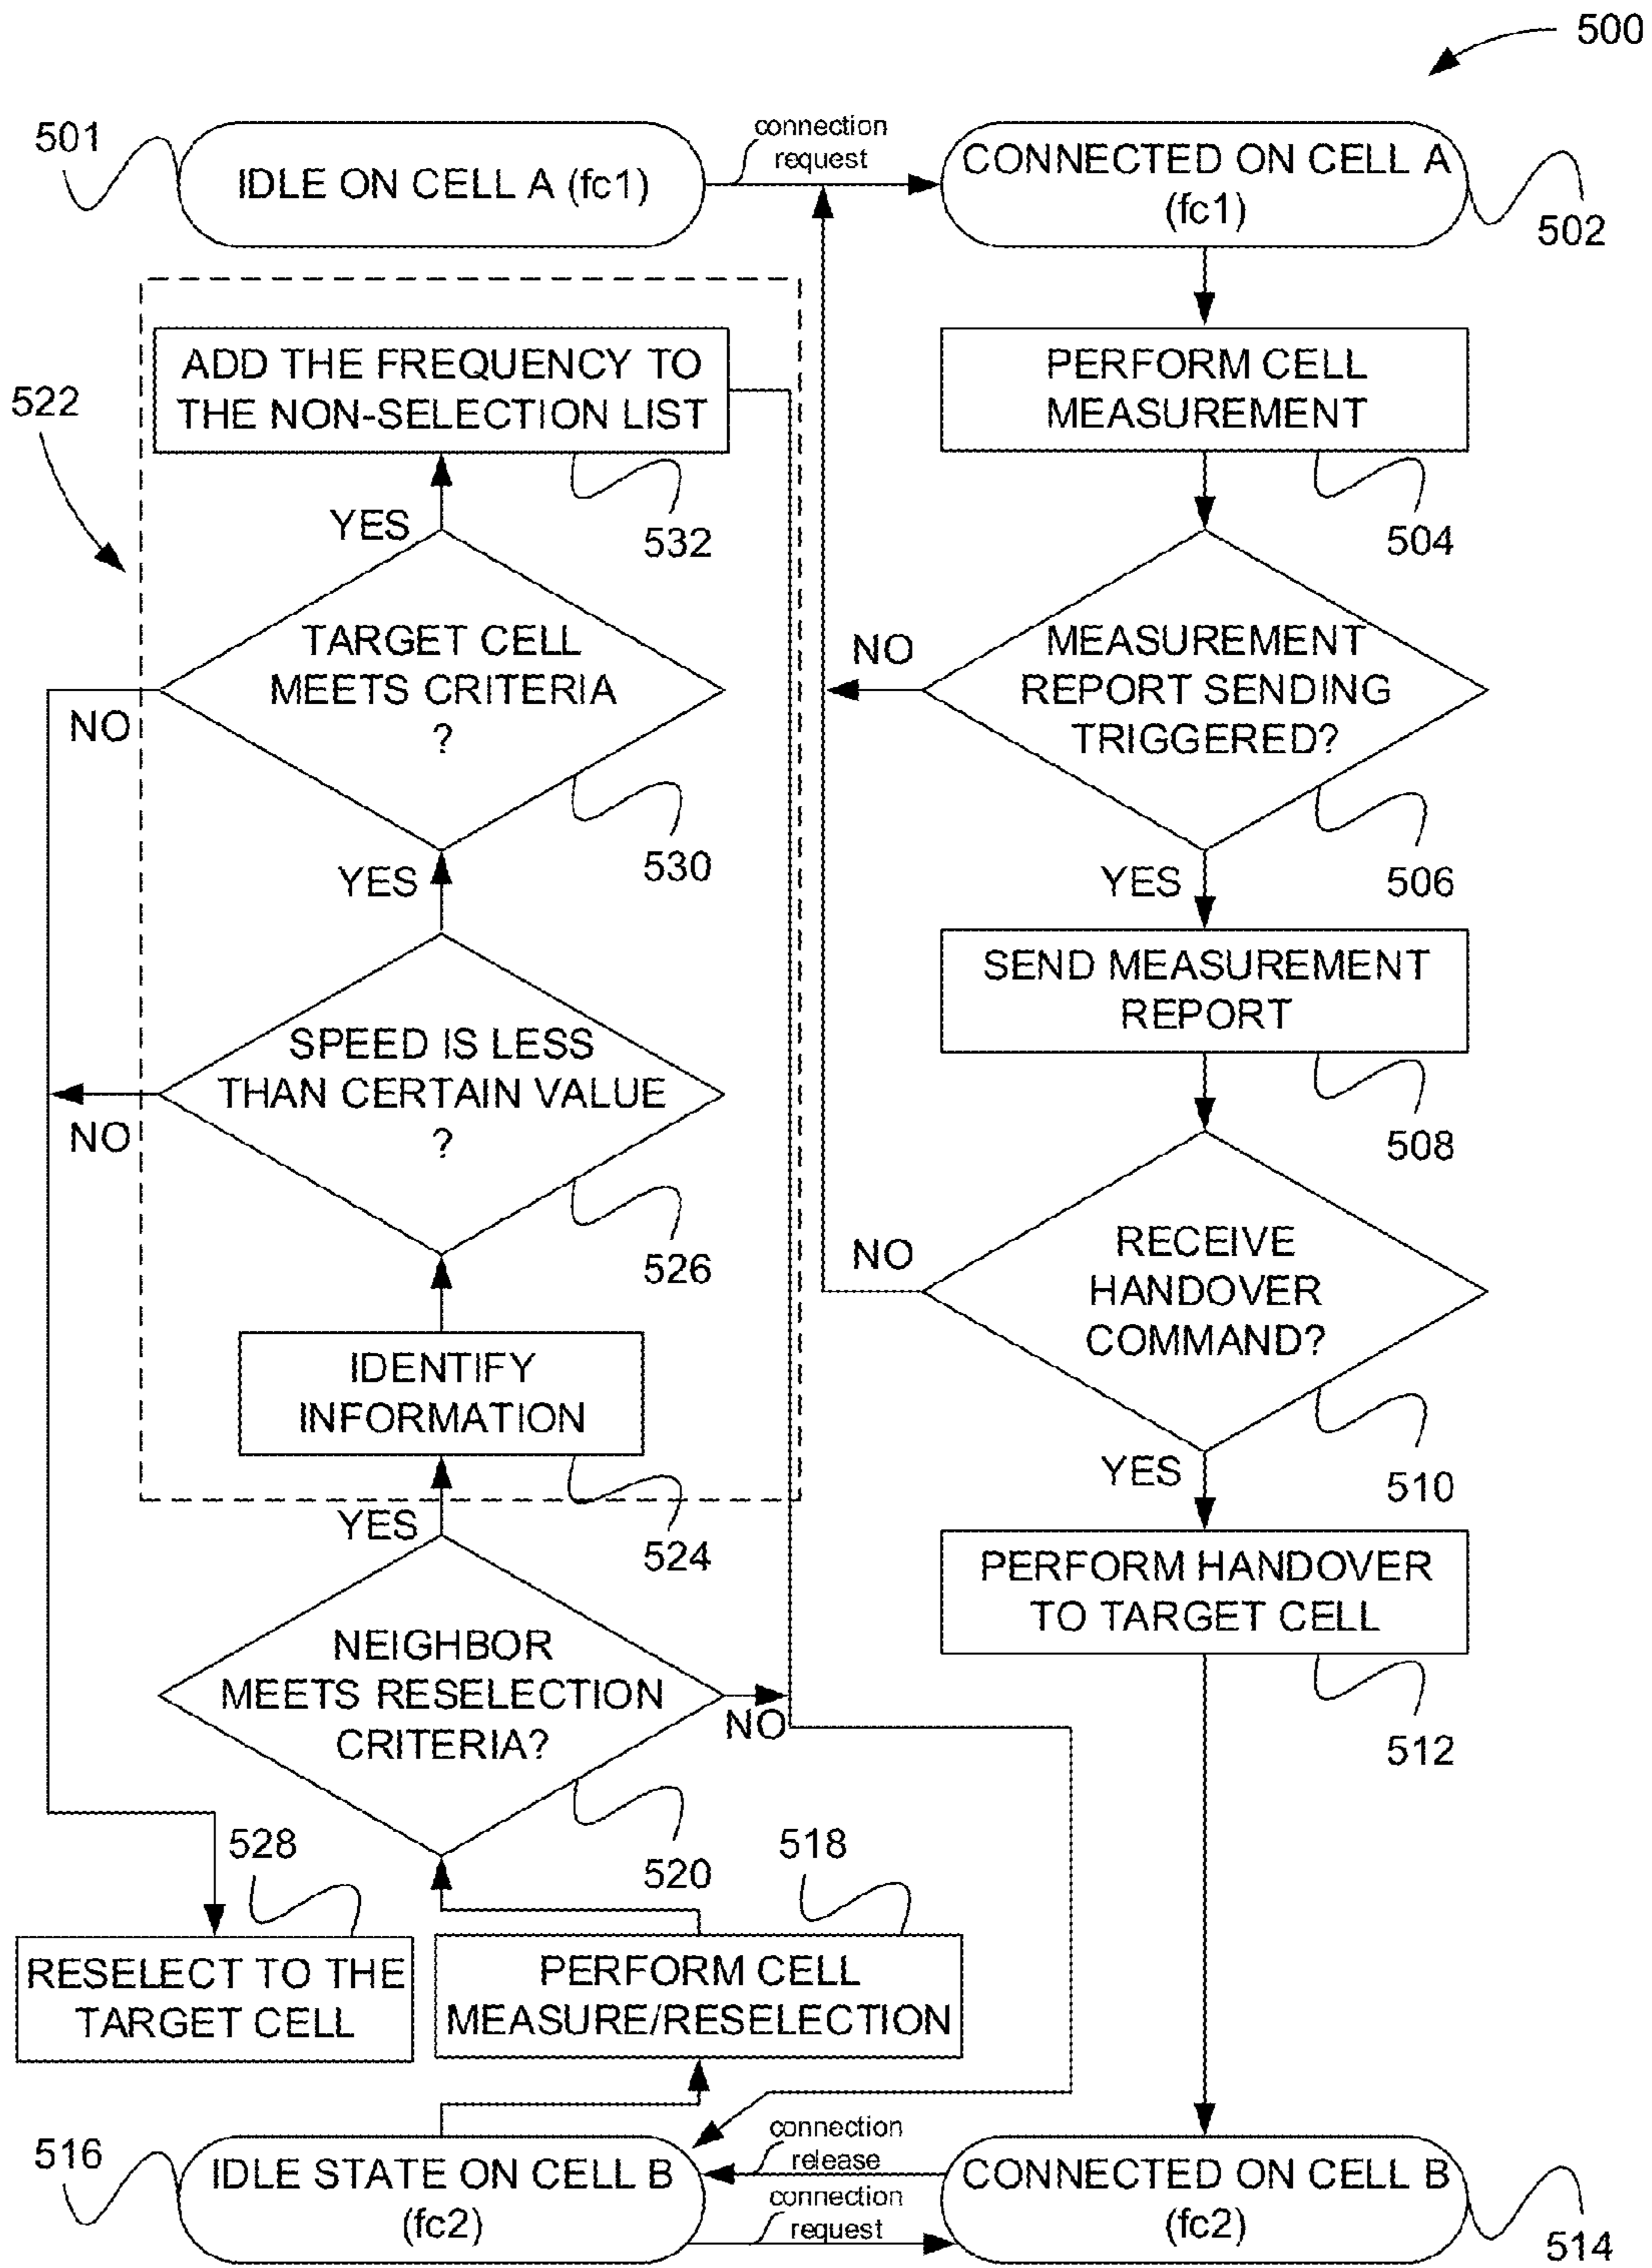 500
501
IDLE ON CELL A (fc1)
connection
request
CONNECTED ON CELL A
(fc1)
502
522
ADD THE FREQUENCY TO
THE NON-SELECTION LIST
532
PERFORM CELL
MEASUREMENT
504
YES
TARGET CELL
MEETS CRITERIA
?
NO
530
MEASUREMENT
REPORT SENDING
TRIGGERED?
NO
506
YES
YES
SPEED IS LESS
THAN CERTAIN VALUE
?
NO
526
SEND MEASUREMENT
REPORT
508
RECEIVE
HANDOVER
COMMAND?
NO
510
YES
IDENTIFY
INFORMATION
524
YES
PERFORM HANDOVER
TO TARGET CELL
512
NEIGHBOR
MEETS RESELECTION
CRITERIA?
NO
520
528
RESELECT TO THE
TARGET CELL
518
PERFORM CELL
MEASURE/RESELECTION
516
IDLE STATE ON CELL B
(fc2)
connection
release
connection
request
CONNECTED ON CELL B
(fc2)
514